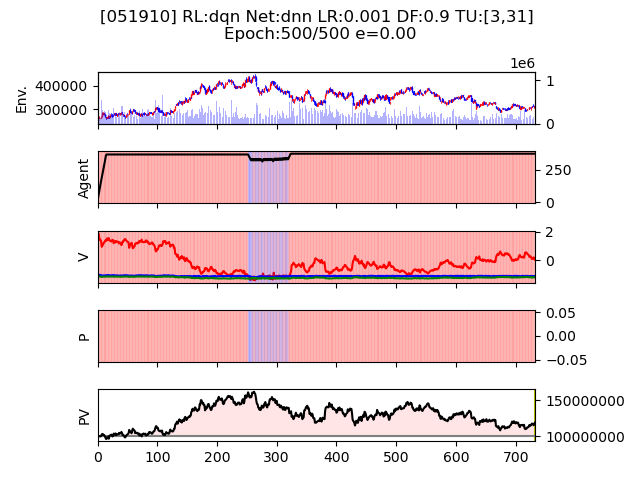 [051910] RL:dqn Net:dnn LR:0.001 DF:0.9 TU:[3,31]
Epoch:500/500 e=0.00
1e6
Env.
400000
300000
1
0
Agent
250
0
V
2
0
P
0.05
0.00
−0.05
PV
150000000
100000000
0 100 200 300 400 500 600 700